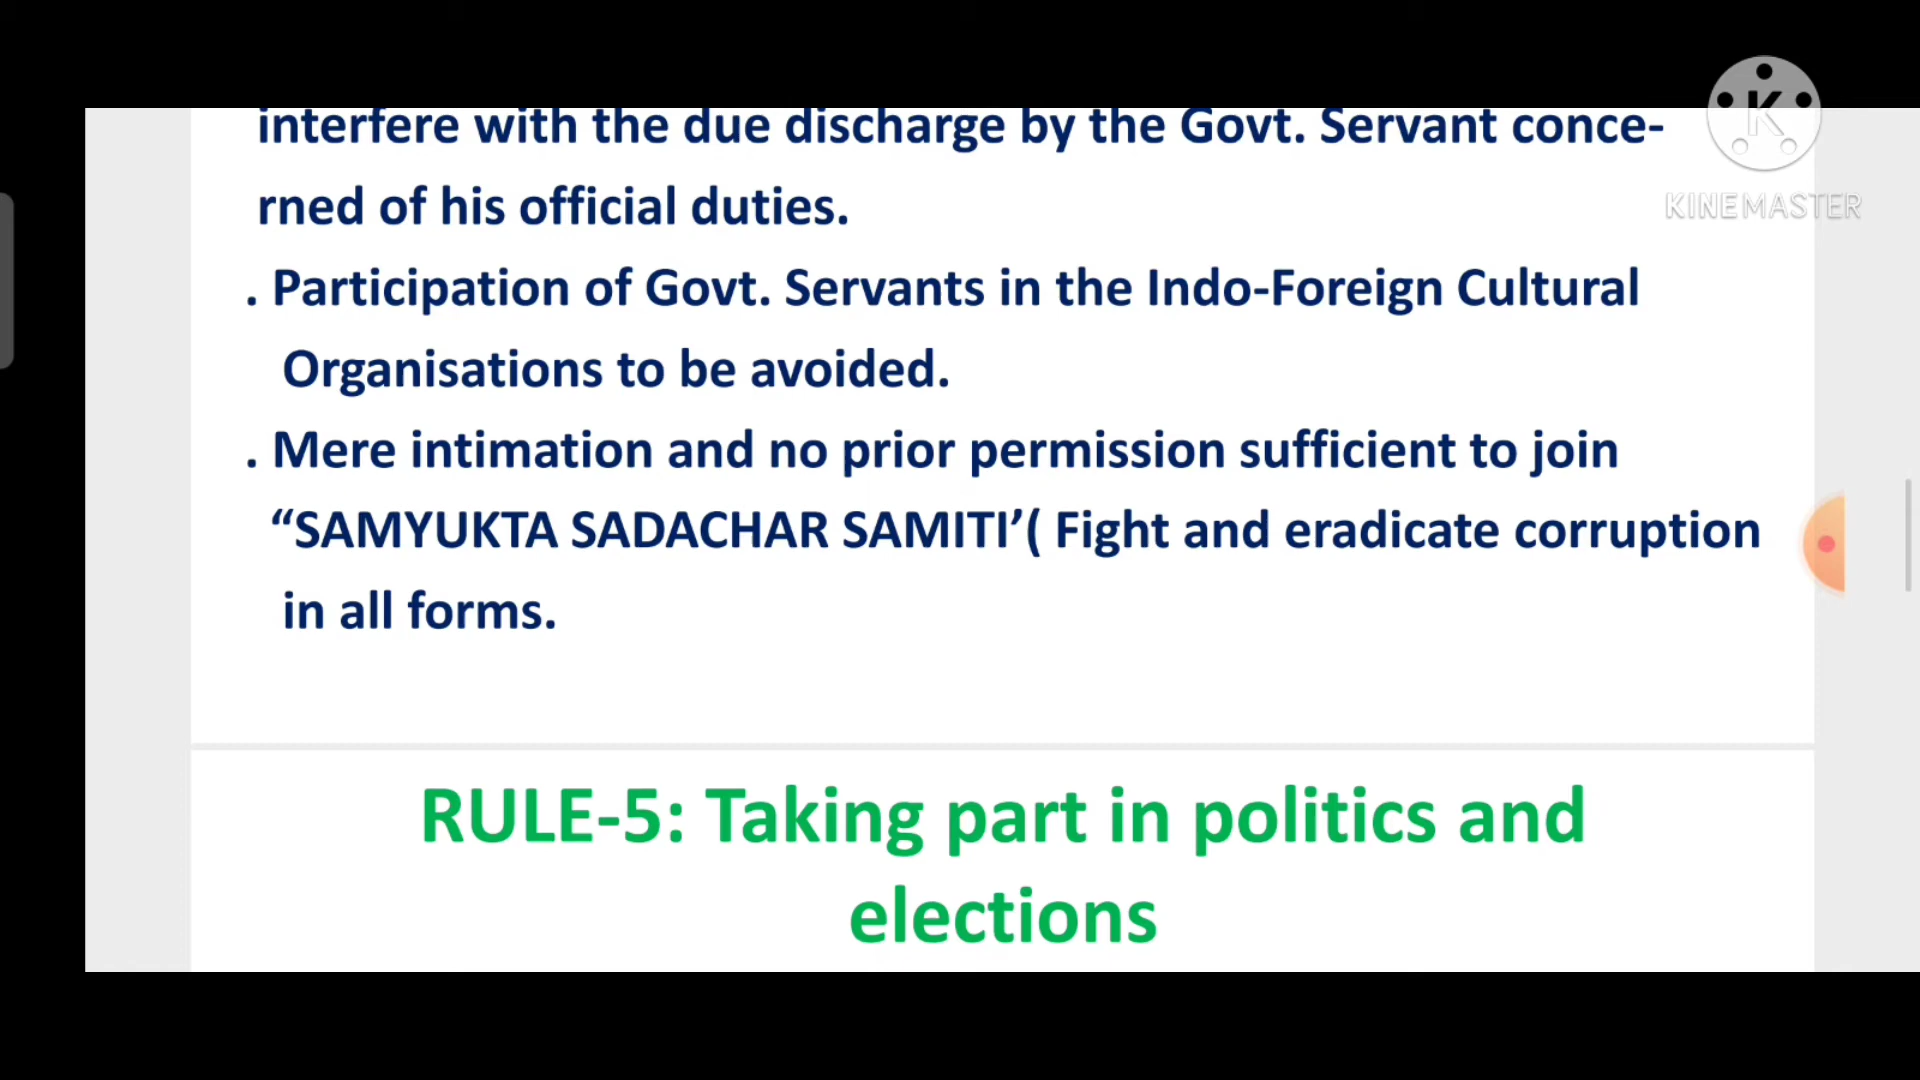 interfere with the due discharge by the Govt. Servant conce-
rned of his official duties.
. Participation of Govt. Servants in the Indo-Foreign Cultural
Organisations to be avoided.
. Mere intimation and no prior permission sufficient to join
“SAMYUKTA SADACHAR SAMITI’( Fight and eradicate corruption
in all forms.
RULE-5: Taking part in politics and
elections
K
KINEMASTER